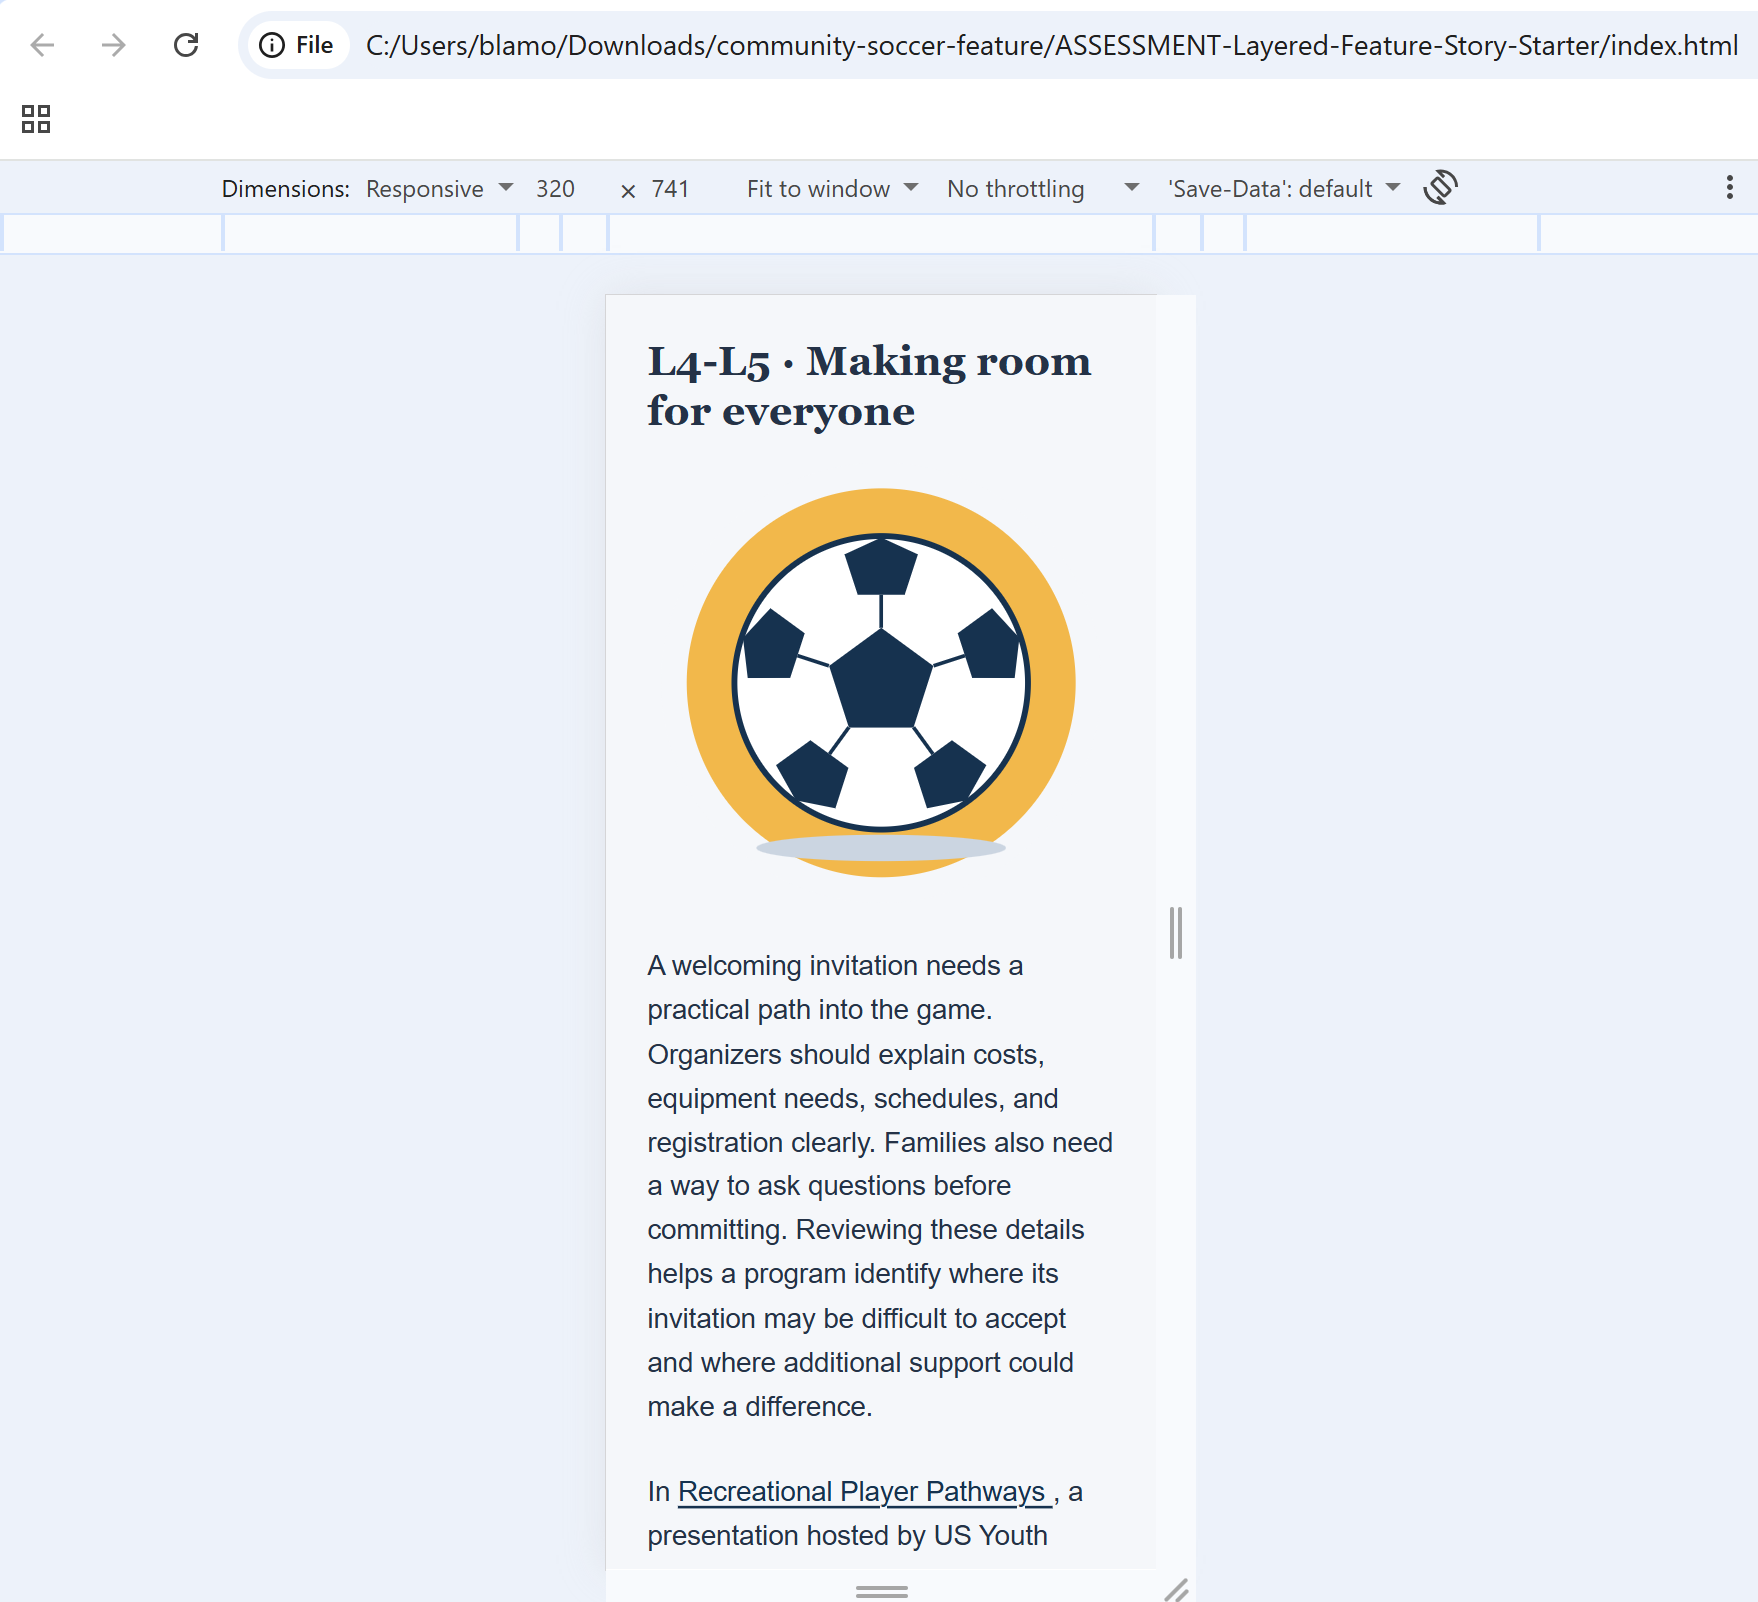 File
C:/Users/blamo/Downloads/community-soccer-feature/ASSESSMENT-Layered-Feature-Story-Starter/index.html
Dimensions: Responsive 320 × 741 Fit to window No throttling 'Save-Data': default
L4-L5 · Making room
for everyone
A welcoming invitation needs a
practical path into the game.
Organizers should explain costs,
equipment needs, schedules, and
registration clearly. Families also need
a way to ask questions before
committing. Reviewing these details
helps a program identify where its
invitation may be difficult to accept
and where additional support could
make a difference.
In Recreational Player Pathways , a
presentation hosted by US Youth